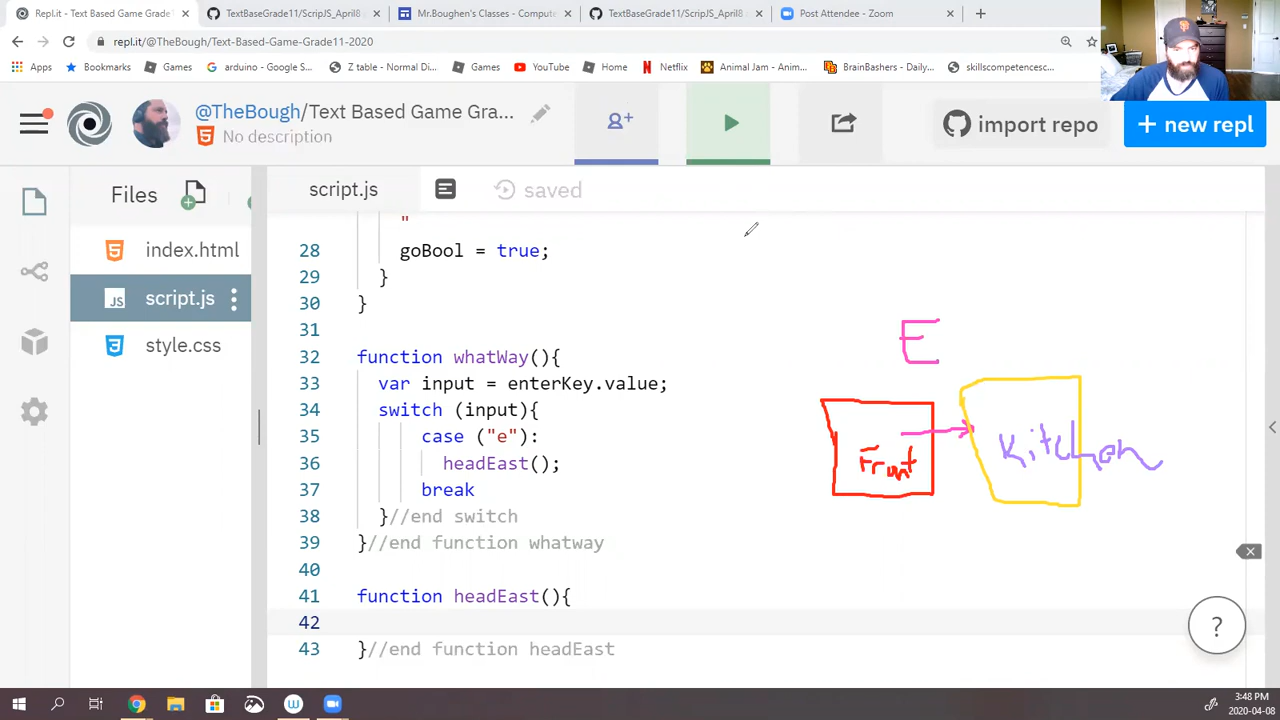 Repl.it - Text Based Game Grade1
TextBaseGrade11/ScripJS_April8
Mr.Boughen's Classes - Compute
TextBaseGrade11/ScripJS_April8
Post Attendee - Zoom
repl.it/@TheBough/Text-Based-Game-Grade11-2020
Apps
Bookmarks
Games
arduino - Google S...
Z table - Normal Di...
Games
YouTube
Home
Netflix
Animal Jam - Anim...
BrainBashers - Daily...
skillscompetencesc...
@TheBough/Text Based Game Gra...
No description
import repo
+ new repl
Files
script.js
saved
index.html
script.js
style.css
"
28 goBool = true;
29 }
30 }
31
32 function whatWay(){
33 var input = enterKey.value;
34 switch (input){
35 case ("e"):
36 headEast();
37 break
38 }//end switch
39 }//end function whatway
40
41 function headEast(){
42
43 }//end function headEast
E
Front
Kitchen
?
3:48 PM
2020-04-08